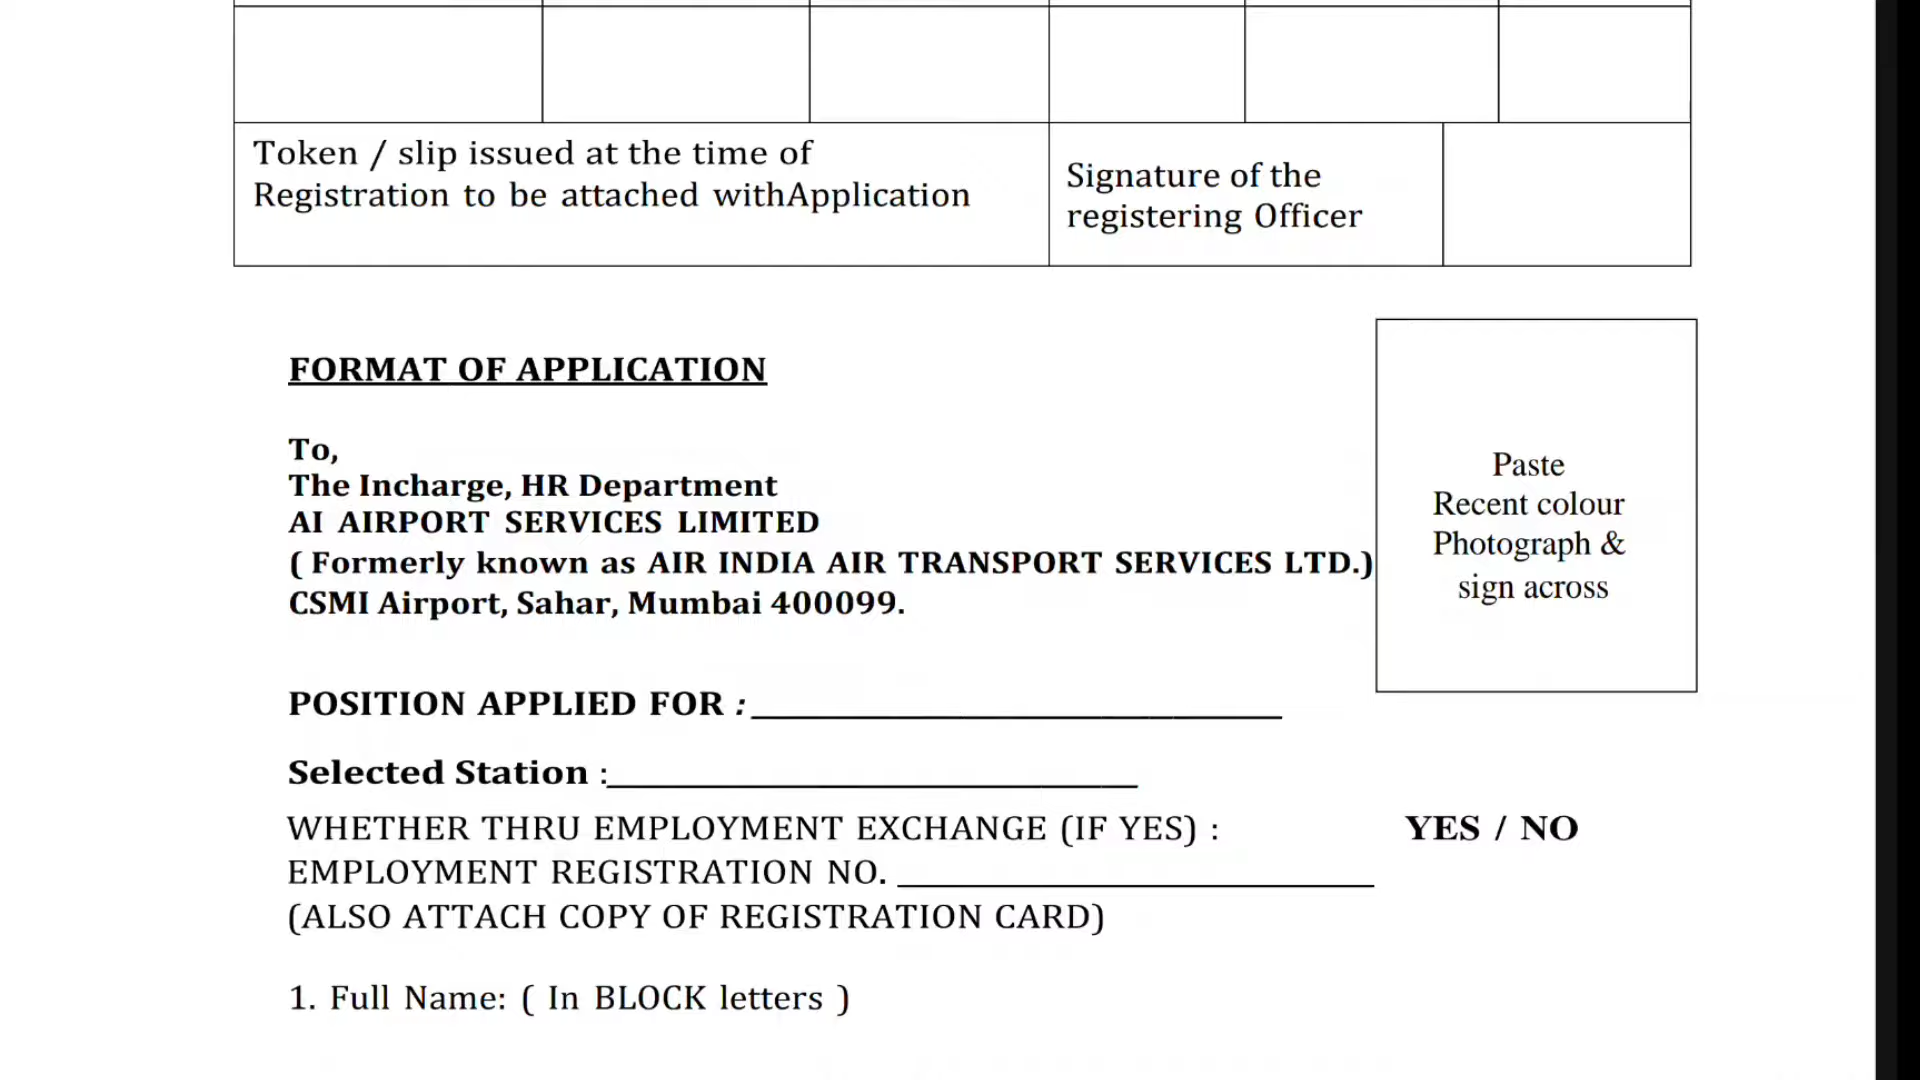 Token / slip issued at the time of
Registration to be attached withApplication
Signature of the
registering Officer
FORMAT OF APPLICATION
To,
The Incharge, HR Department
AI AIRPORT SERVICES LIMITED
( Formerly known as AIR INDIA AIR TRANSPORT SERVICES LTD.)
CSMI Airport, Sahar, Mumbai 400099.
Paste
Recent colour
Photograph &
sign across
POSITION APPLIED FOR :
Selected Station :
WHETHER THRU EMPLOYMENT EXCHANGE (IF YES) : YES / NO
EMPLOYMENT REGISTRATION NO.
(ALSO ATTACH COPY OF REGISTRATION CARD)
1. Full Name: ( In BLOCK letters )